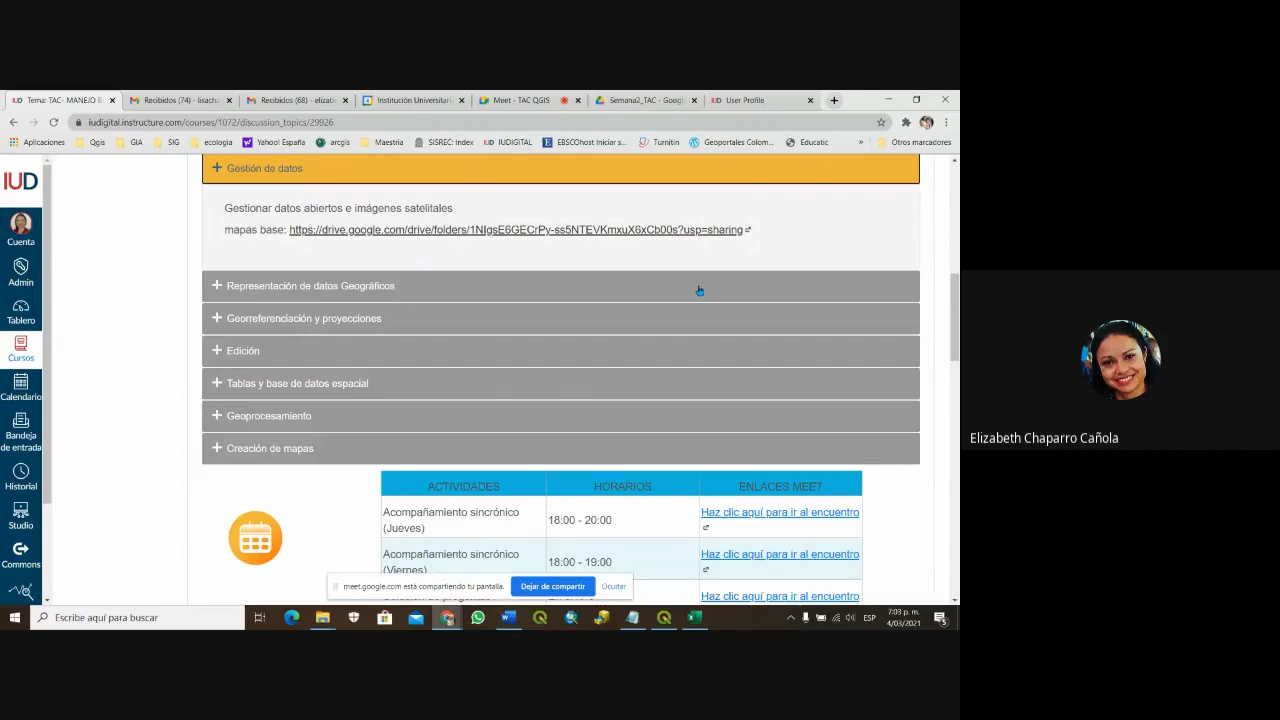 IUD Tema: TAC- MANEJO B
Recibidos (74) - lisacha
Recibidos (68) - elizab
Institución Universitari
Meet - TAC QGIS
Semana2_TAC - Googl
IUD User Profile
iudigital.instructure.com/courses/1072/discussion_topics/29926
Aplicaciones
Qgis
GIA
SIG
ecologia
Yahoo! España
arcgis
Maestria
SISREC: Index
IUD IUDIGITAL
EBSCOhost Iniciar s...
Turnitin
Geoportales Colom...
Educatic
»
Otros marcadores
IUD
Cuenta
Admin
Tablero
Cursos
Calendario
Bandeja
de entrada
Historial
Studio
Commons
Gestión de datos
Gestionar datos abiertos e imágenes satelitales
mapas base: https://drive.google.com/drive/folders/1NIgsE6GECrPy-ss5NTEVKmxuX6xCb00s?usp=sharing
Representación de datos Geográficos
Georreferenciación y proyecciones
Edición
Tablas y base de datos espacial
Geoprocesamiento
Creación de mapas
ACTIVIDADES HORARIOS ENLACES MEET
Acompañamiento sincrónico
(Jueves)
18:00 - 20:00
Haz clic aquí para ir al encuentro
Acompañamiento sincrónico
(Viernes)
18:00 - 19:00
Haz clic aquí para ir al encuentro
Haz clic aquí para ir al encuentro
meet.google.com está compartiendo tu pantalla.
Dejar de compartir
Ocultar
Escribe aquí para buscar
ESP
7:03 p. m.
4/03/2021
Elizabeth Chaparro Cañola